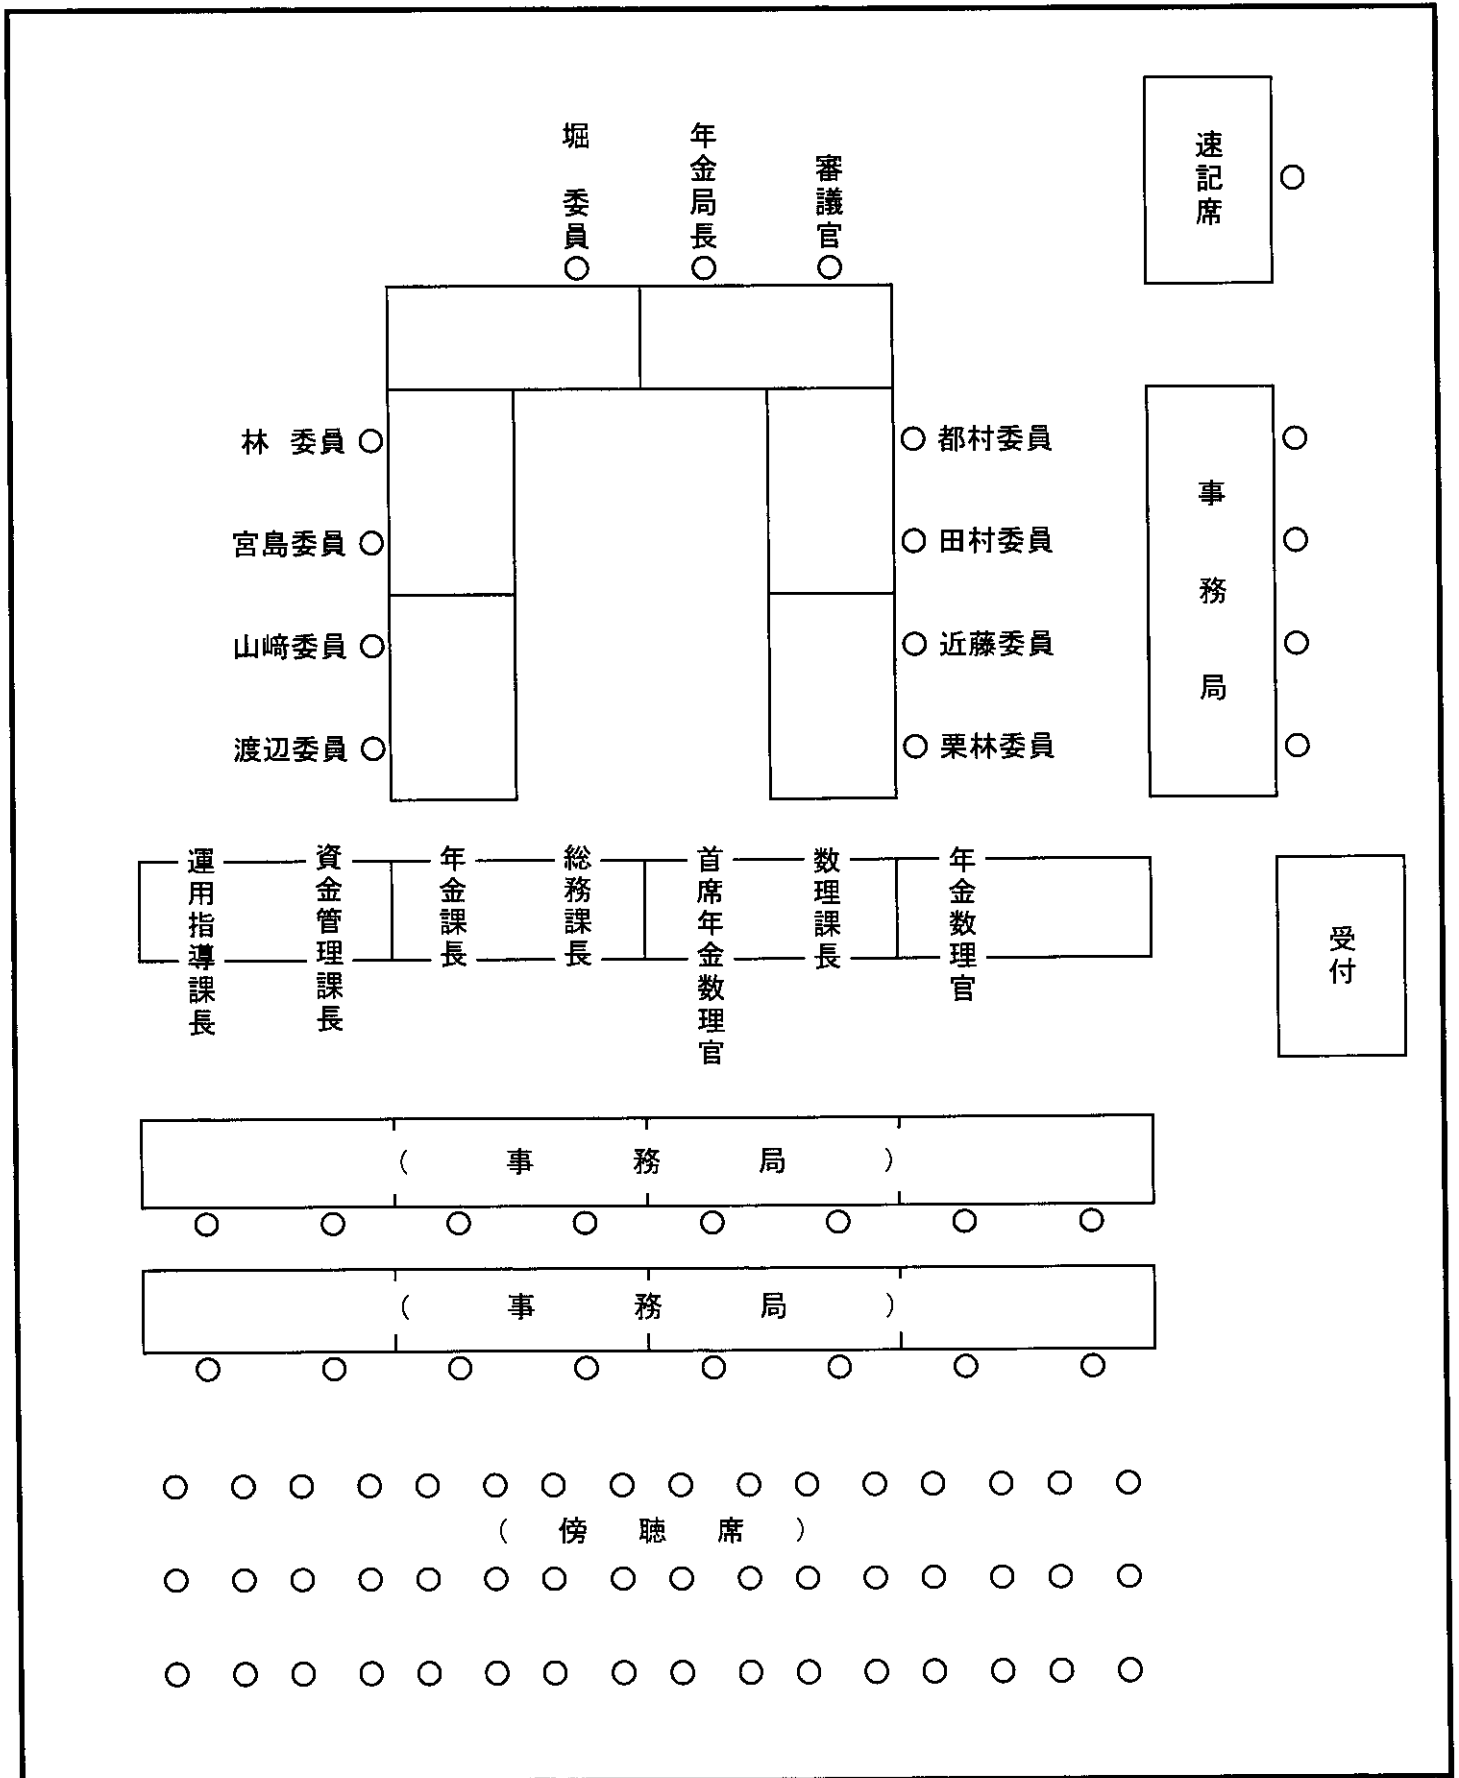 堀 委員
年金局長
審議官
速記席
林 委員
都村委員
宮島委員
田村委員
山﨑委員
近藤委員
渡辺委員
栗林委員
事務局
運用指導課長
資金管理課長
年金課長
総務課長
首席年金数理官
数理課長
年金数理官
受付
(事務局)
(事務局)
(傍聴席)